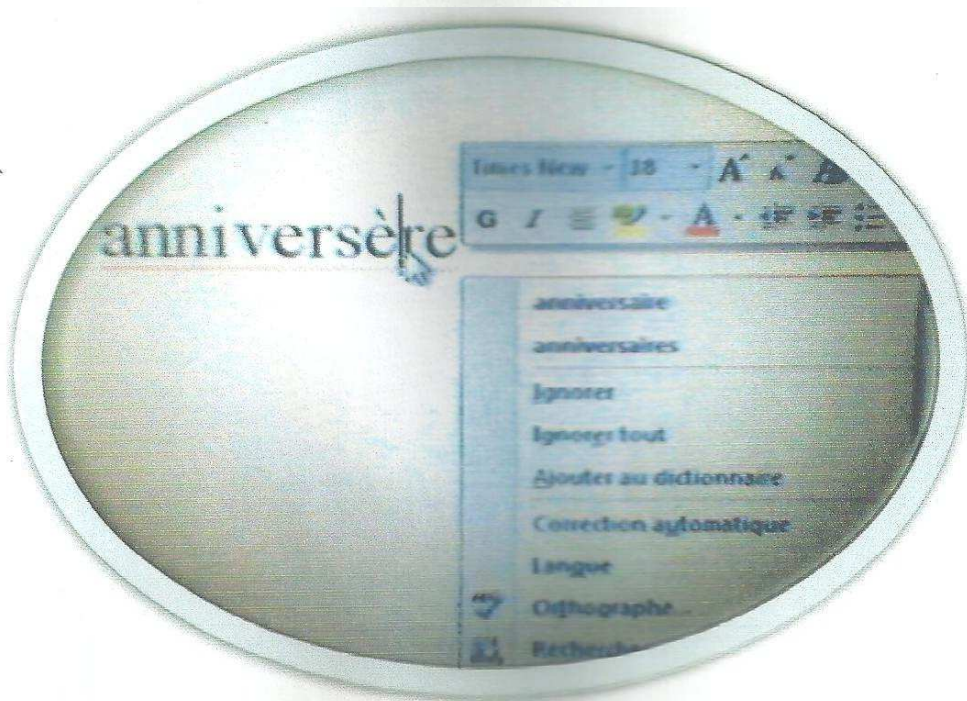 Times New 18 A A
anniversère
G I A
anniversaire
anniversaires
Ignorer
Ignorer tout
Ajouter au dictionnaire
Correction automatique
Langue
Orthographe...